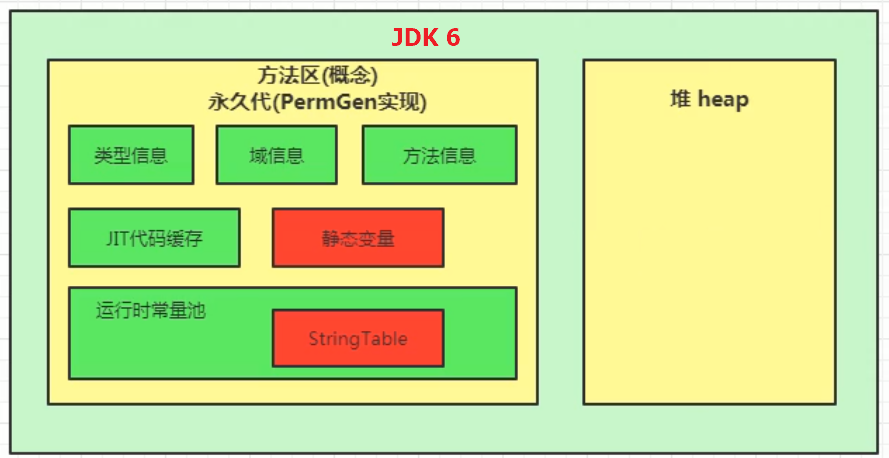 JDK 6
方法区(概念)
永久代(PermGen实现)
堆 heap
类型信息
域信息
方法信息
JIT代码缓存
静态变量
运行时常量池
StringTable